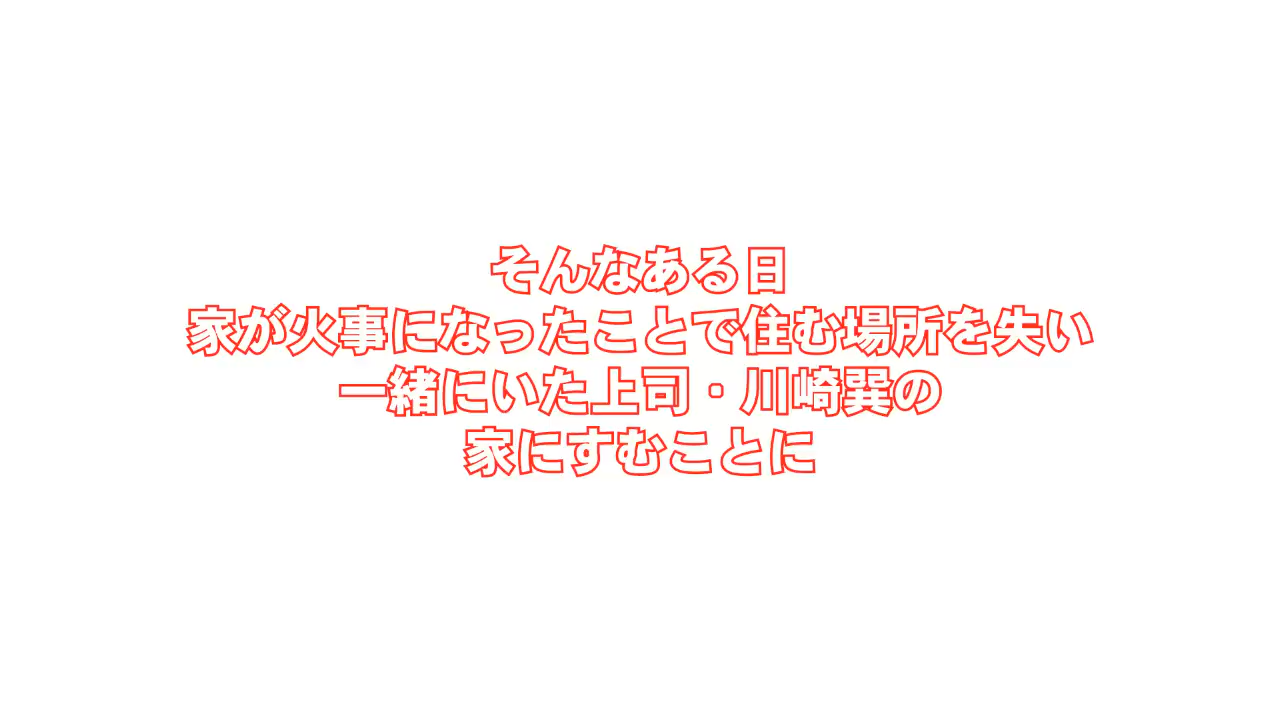 そんなある日
家が火事になったことで住む場所を失い
一緒にいた上司・川崎巽の
家にすむことに